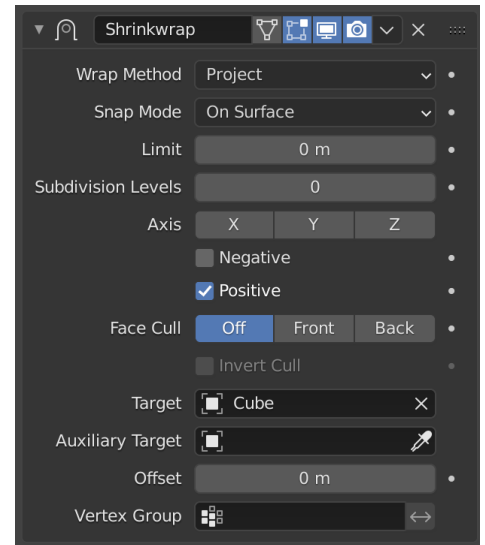 Shrinkwrap
Wrap Method Project
Snap Mode On Surface
Limit 0 m
Subdivision Levels 0
Axis X Y Z
Negative
Positive
Face Cull Off Front Back
Invert Cull
Target Cube
Auxiliary Target
Offset 0 m
Vertex Group